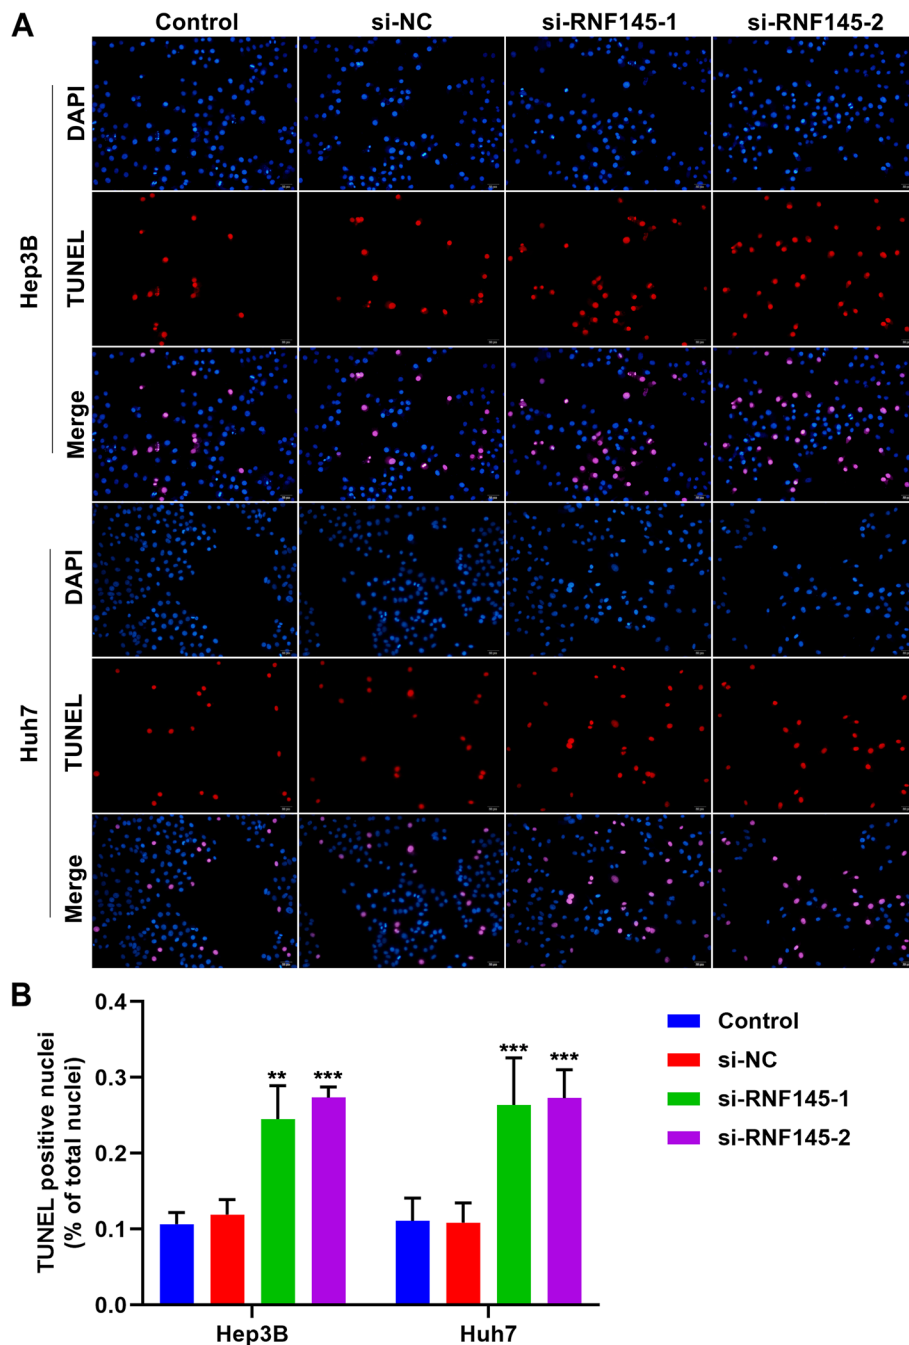 A
Control si-NC si-RNF145-1 si-RNF145-2
Hep3B
DAPI
TUNEL
Merge
Huh7
DAPI
TUNEL
Merge
B
TUNEL positive nuclei
(% of total nuclei)
0.4
0.3
0.2
0.1
0.0
** *** *** ***
Hep3B Huh7
Control
si-NC
si-RNF145-1
si-RNF145-2